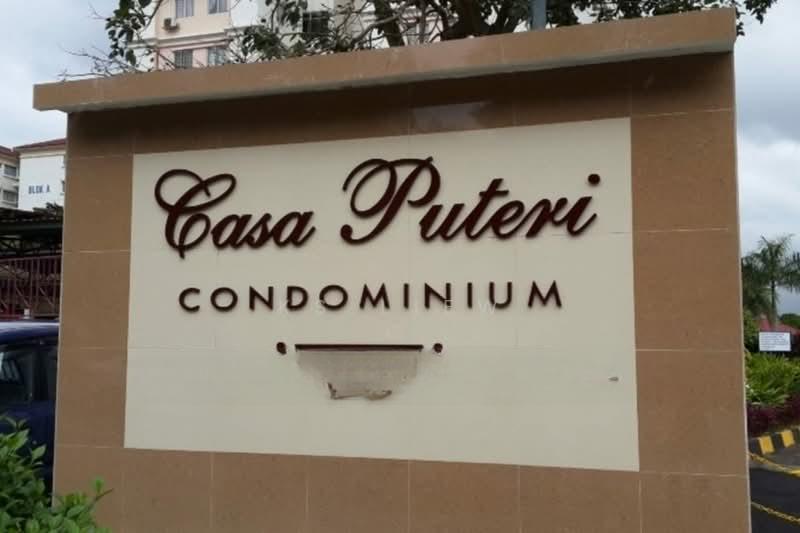 Casa Puteri
CONDOMINIUM
BLOK A